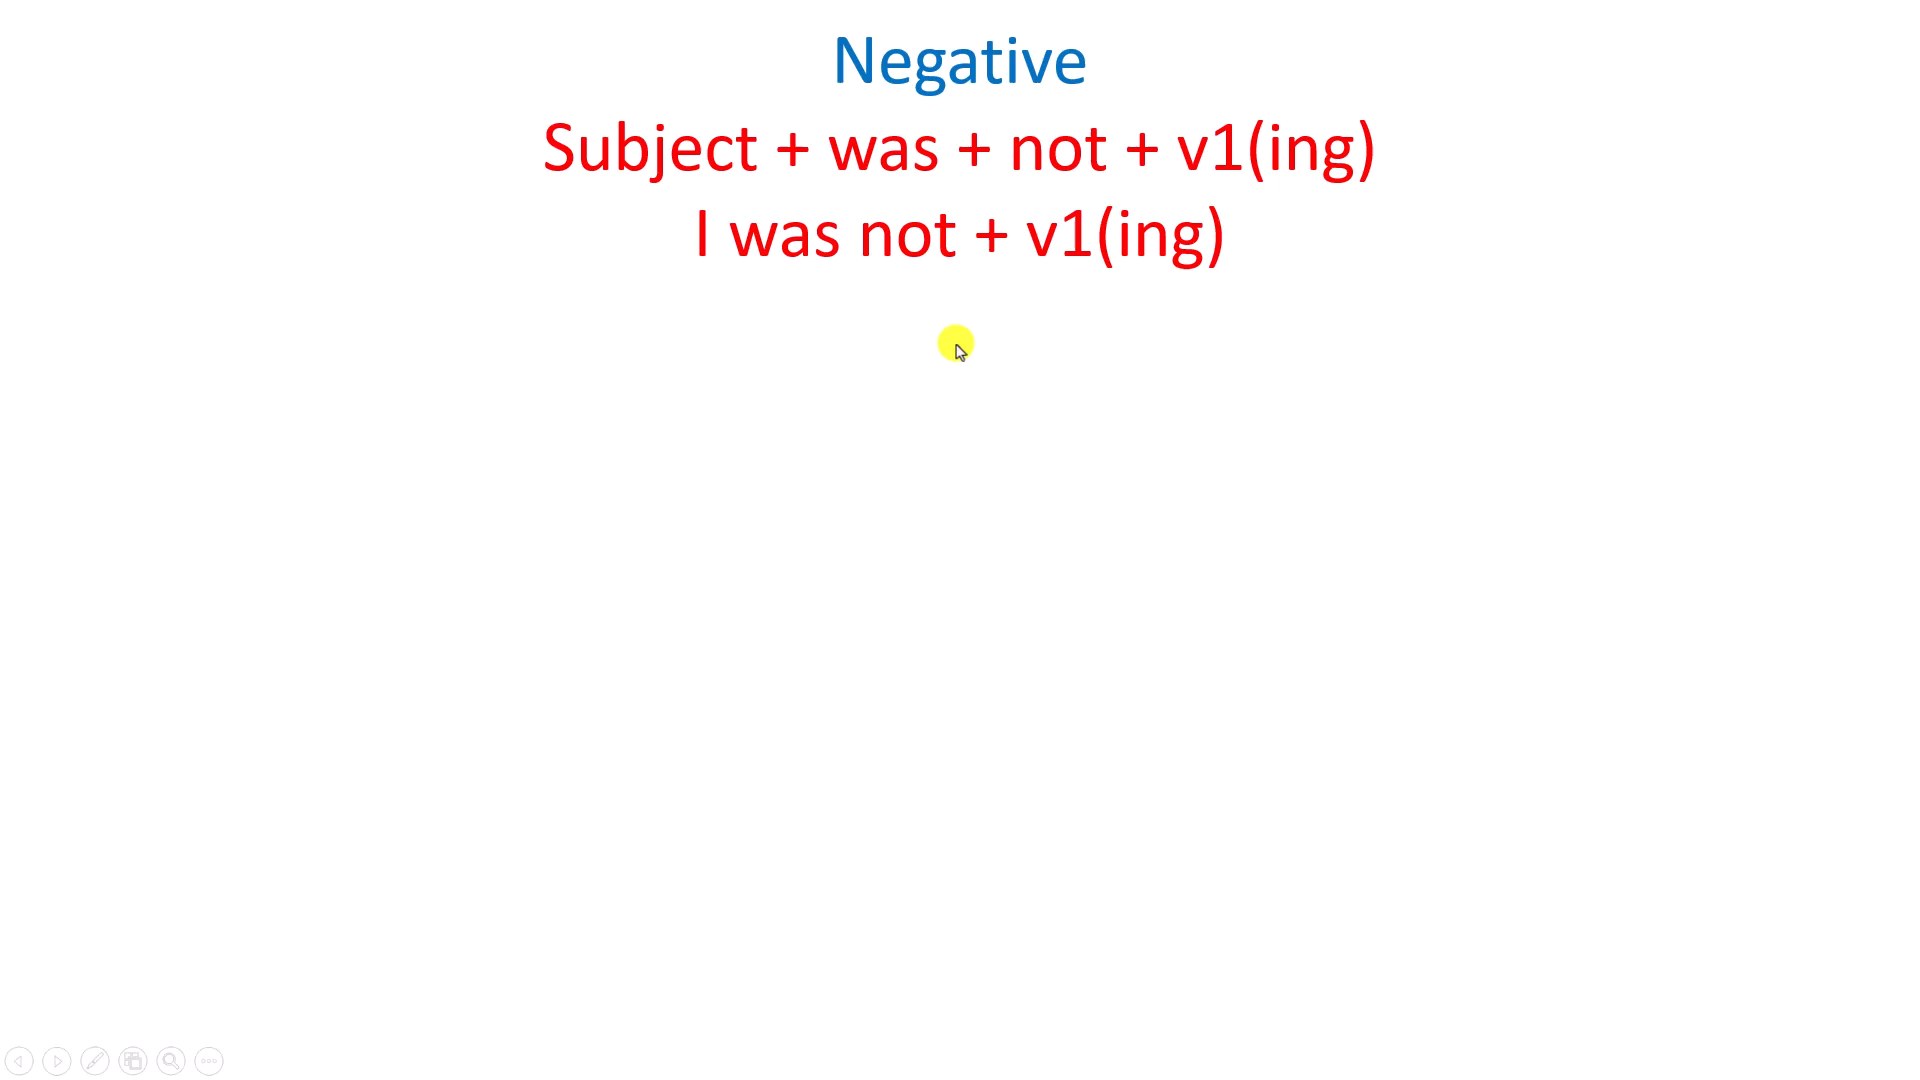 Negative
Subject + was + not + v1(ing)
I was not + v1(ing)